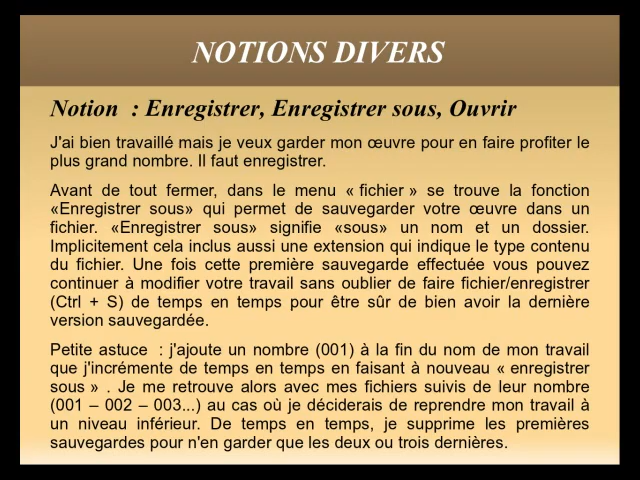 NOTIONS DIVERS
Notion  : Enregistrer, Enregistrer sous, Ouvrir
J'ai bien travaillé mais je veux garder mon œuvre pour en faire profiter le
plus grand nombre. Il faut enregistrer.
Avant de tout fermer, dans le menu « fichier » se trouve la fonction
«Enregistrer sous» qui permet de sauvegarder votre œuvre dans un
fichier. «Enregistrer sous» signifie «sous» un nom et un dossier.
Implicitement cela inclus aussi une extension qui indique le type contenu
du fichier. Une fois cette première sauvegarde effectuée vous pouvez
continuer à modifier votre travail sans oublier de faire fichier/enregistrer
(Ctrl + S) de temps en temps pour être sûr de bien avoir la dernière
version sauvegardée.
Petite astuce  : j'ajoute un nombre (001) à la fin du nom de mon travail
que j'incrémente de temps en temps en faisant à nouveau « enregistrer
sous » . Je me retrouve alors avec mes fichiers suivis de leur nombre
(001 – 002 – 003...) au cas où je déciderais de reprendre mon travail à
un niveau inférieur. De temps en temps, je supprime les premières
sauvegardes pour n'en garder que les deux ou trois dernières.